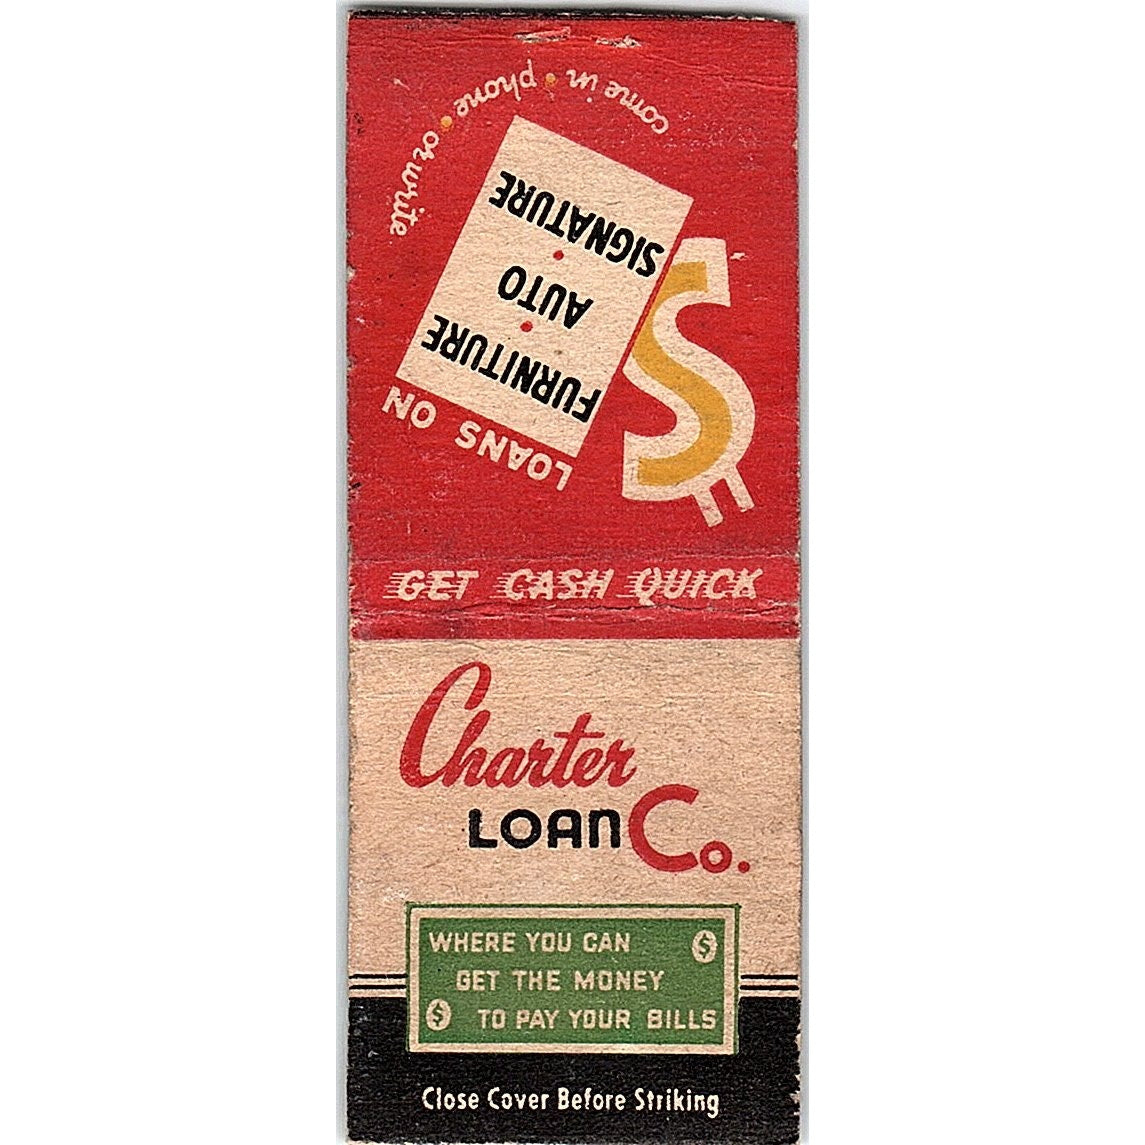 LOANS ON
FURNITURE
• AUTO •
SIGNATURE
come in • phone • or write
$
GET CASH QUICK
Charter
LOAN Co.
WHERE YOU CAN $
GET THE MONEY
$ TO PAY YOUR BILLS
Close Cover Before Striking